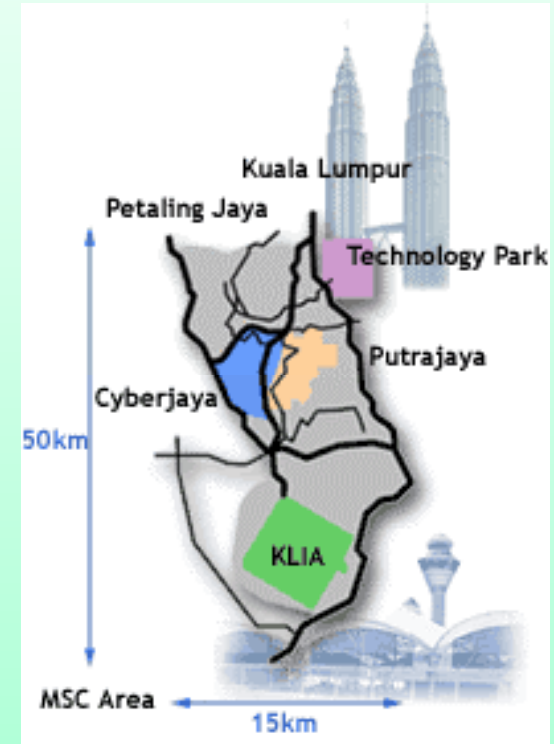 Kuala Lumpur
Petaling Jaya
Technology Park
Putrajaya
Cyberjaya
50km
KLIA
MSC Area
15km